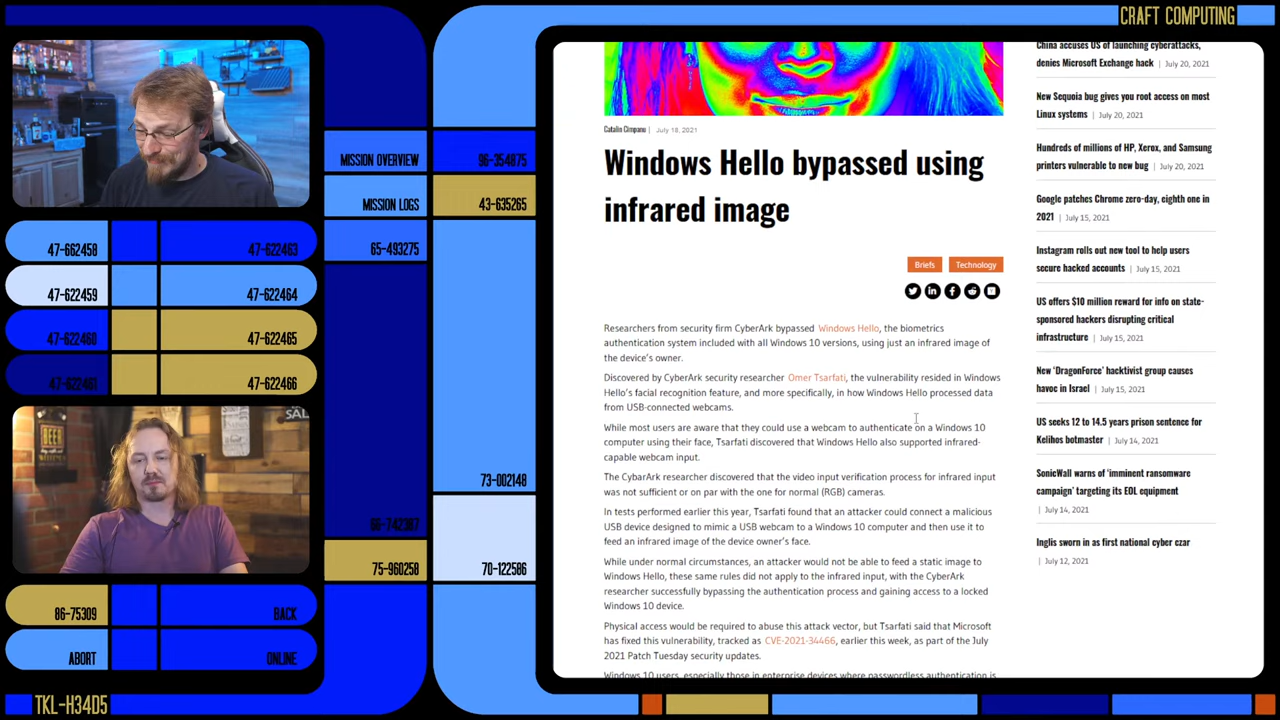 CRAFT COMPUTING
MISSION OVERVIEW
96-354875
MISSION LOGS
43-635265
47-662458
47-622463
65-493275
47-622459
47-622464
47-622460
47-622465
47-622461
47-622466
73-002148
66-742387
75-960258
70-122586
86-75309
BACK
ABORT
ONLINE
TKL-H34D5
BEER
Catalin Cimpanu | July 18, 2021
Windows Hello bypassed using
infrared image
Briefs
Technology
Researchers from security firm CyberArk bypassed Windows Hello, the biometrics
authentication system included with all Windows 10 versions, using just an infrared image of
the device's owner.
Discovered by CyberArk security researcher Omer Tsarfati, the vulnerability resided in Windows
Hello's facial recognition feature, and more specifically, in how Windows Hello processed data
from USB-connected webcams.
While most users are aware that they could use a webcam to authenticate on a Windows 10
computer using their face, Tsarfati discovered that Windows Hello also supported infrared-
capable webcam input.
The CybarArk researcher discovered that the video input verification process for infrared input
was not sufficient or on par with the one for normal (RGB) cameras.
In tests performed earlier this year, Tsarfati found that an attacker could connect a malicious
USB device designed to mimic a USB webcam to a Windows 10 computer and then use it to
feed an infrared image of the device owner's face.
While under normal circumstances, an attacker would not be able to feed a static image to
Windows Hello, these same rules did not apply to the infrared input, with the CyberArk
researcher successfully bypassing the authentication process and gaining access to a locked
Windows 10 device.
Physical access would be required to abuse this attack vector, but Tsarfati said that Microsoft
has fixed this vulnerability, tracked as CVE-2021-34466, earlier this week, as part of the July
2021 Patch Tuesday security updates.
Windows 10 users, especially those in enterprise devices where passwordless authentication is
China accuses US of launching cyberattacks,
denies Microsoft Exchange hack | July 20, 2021
New Sequoia bug gives you root access on most
Linux systems | July 20, 2021
Hundreds of millions of HP, Xerox, and Samsung
printers vulnerable to new bug | July 20, 2021
Google patches Chrome zero-day, eighth one in
2021 | July 15, 2021
Instagram rolls out new tool to help users
secure hacked accounts | July 15, 2021
US offers $10 million reward for info on state-
sponsored hackers disrupting critical
infrastructure | July 15, 2021
New 'DragonForce' hacktivist group causes
havoc in Israel | July 15, 2021
US seeks 12 to 14.5 years prison sentence for
Kelihos botmaster | July 14, 2021
SonicWall warns of 'imminent ransomware
campaign' targeting its EOL equipment |
July 14, 2021
Inglis sworn in as first national cyber czar |
July 12, 2021